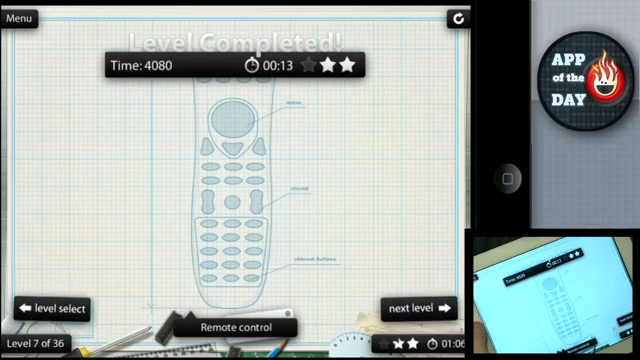 Menu
Level Completed!
Time: 4080
00:13
APP
of the
DAY
level select
next level
Remote control
Level 7 of 36
01:06